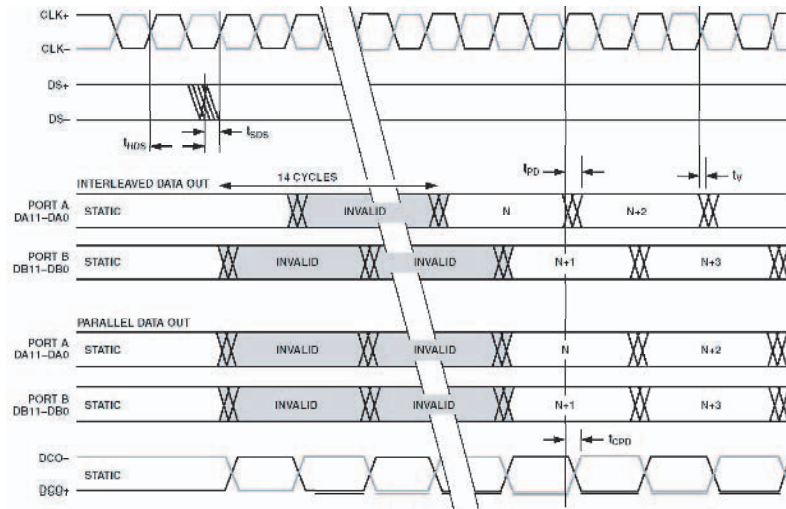 CLK+
CLK–
DS+
DS–
tHDS
tSDS
tPD
tV
14 CYCLES
INTERLEAVED DATA OUT
PORT A
DA11–DA0
STATIC
INVALID
N
N+2
PORT B
DB11–DB0
STATIC
INVALID
INVALID
N+1
N+3
PARALLEL DATA OUT
PORT A
DA11–DA0
STATIC
INVALID
INVALID
N
N+2
PORT B
DB11–DB0
STATIC
INVALID
INVALID
N+1
N+3
tCPD
DCO–
STATIC
DCO+